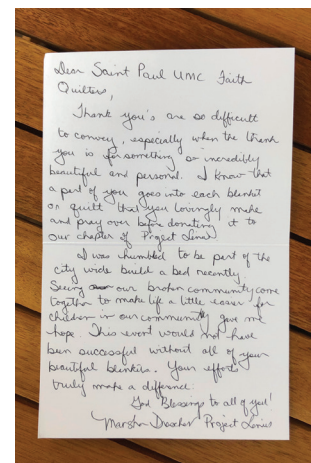 Dear Saint Paul UMC Faith
Quilters,
Thank you's are so difficult
to convey, especially when the thank
you is for something so incredibly
beautiful and personal. I know that
a part of you goes into each blanket
or quilt that you lovingly make
and pray over before donating it to
our chapter of Project Linus.
I was humbled to be part of the
city wide build a bed recently.
Seeing our broken community come
together to make life a little easier for
children in our community gave me
hope. This event would not have
been successful without all of your
beautiful blankets. Your efforts
truly make a difference.
God Blessings to all of you!
Marsha Project Linus